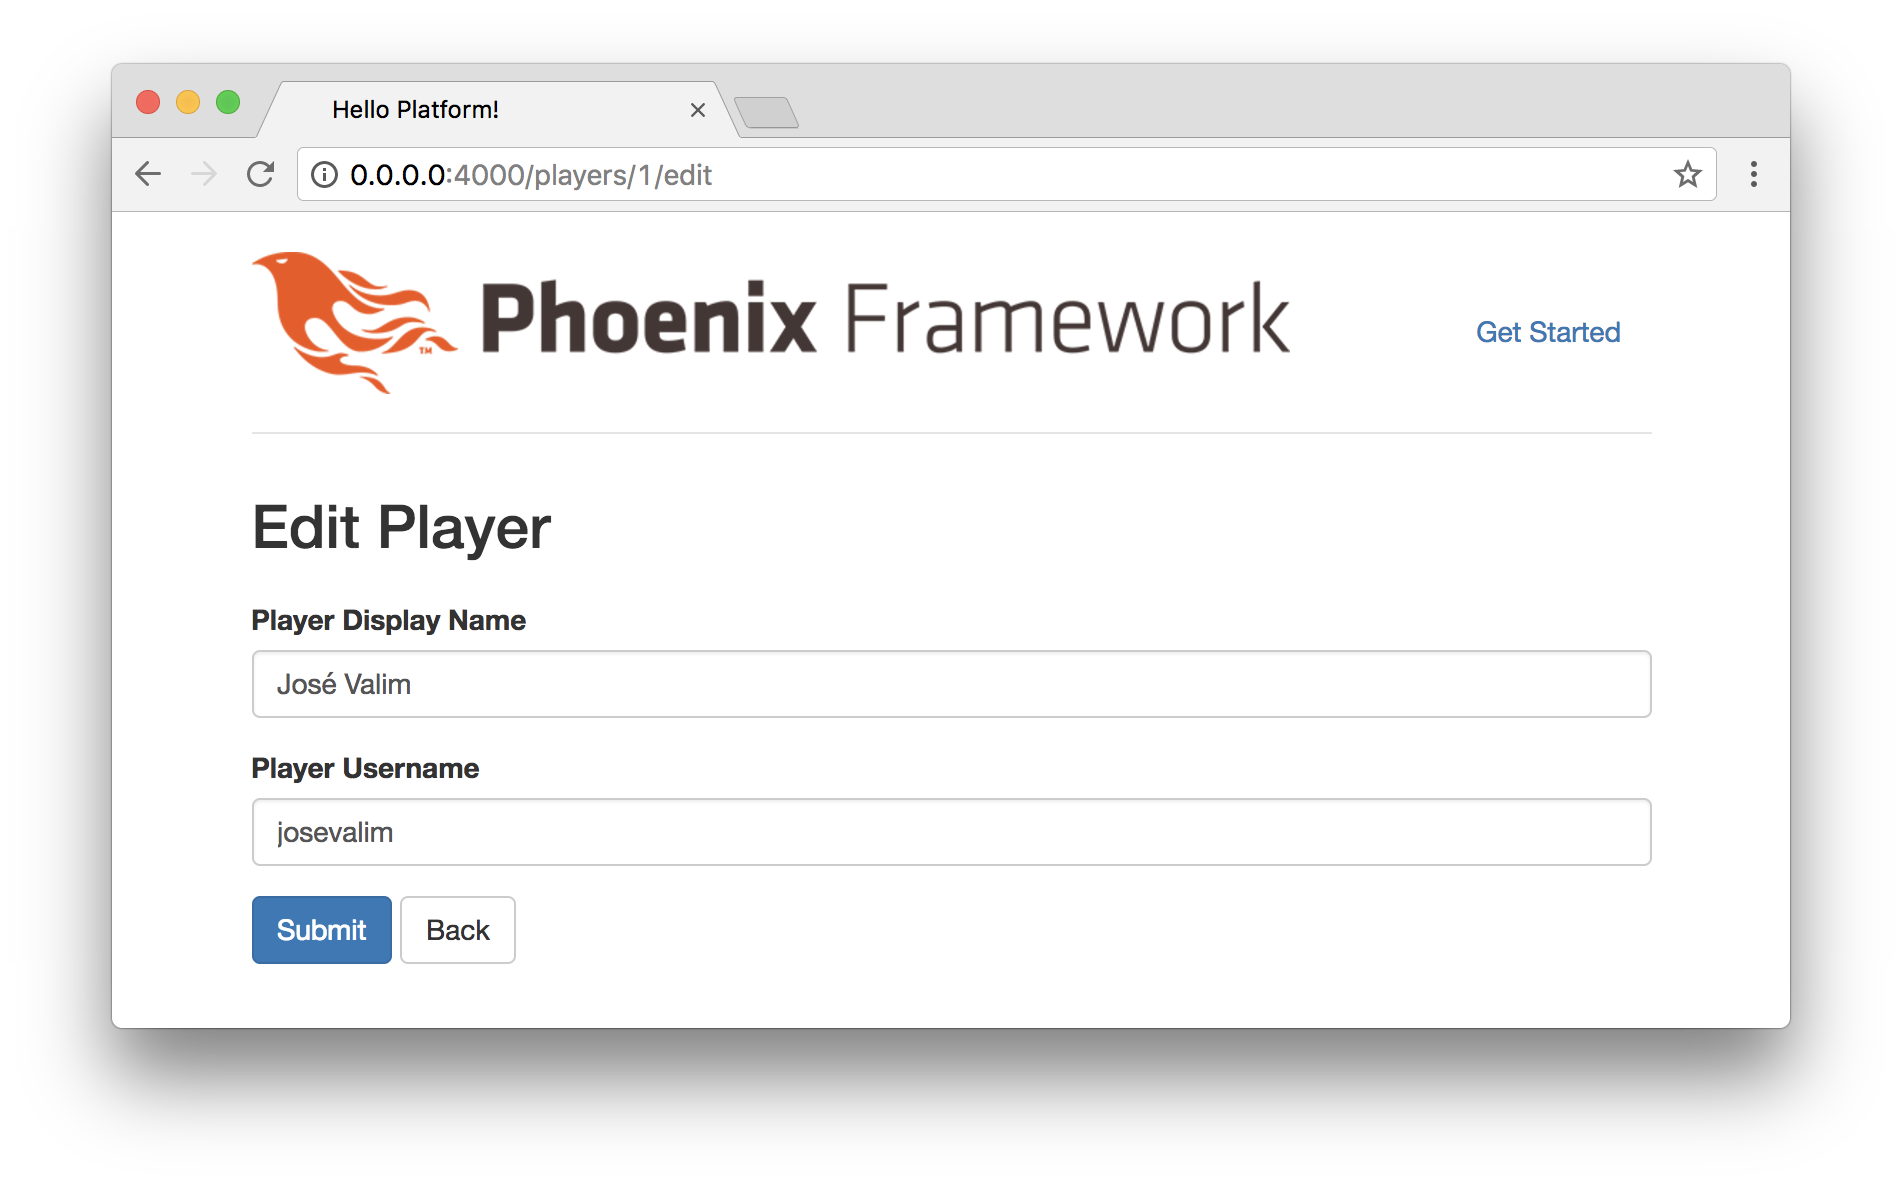 Hello Platform!
0.0.0.0:4000/players/1/edit
Phoenix Framework
TM
Get Started
Edit Player
Player Display Name
José Valim
Player Username
josevalim
Submit Back